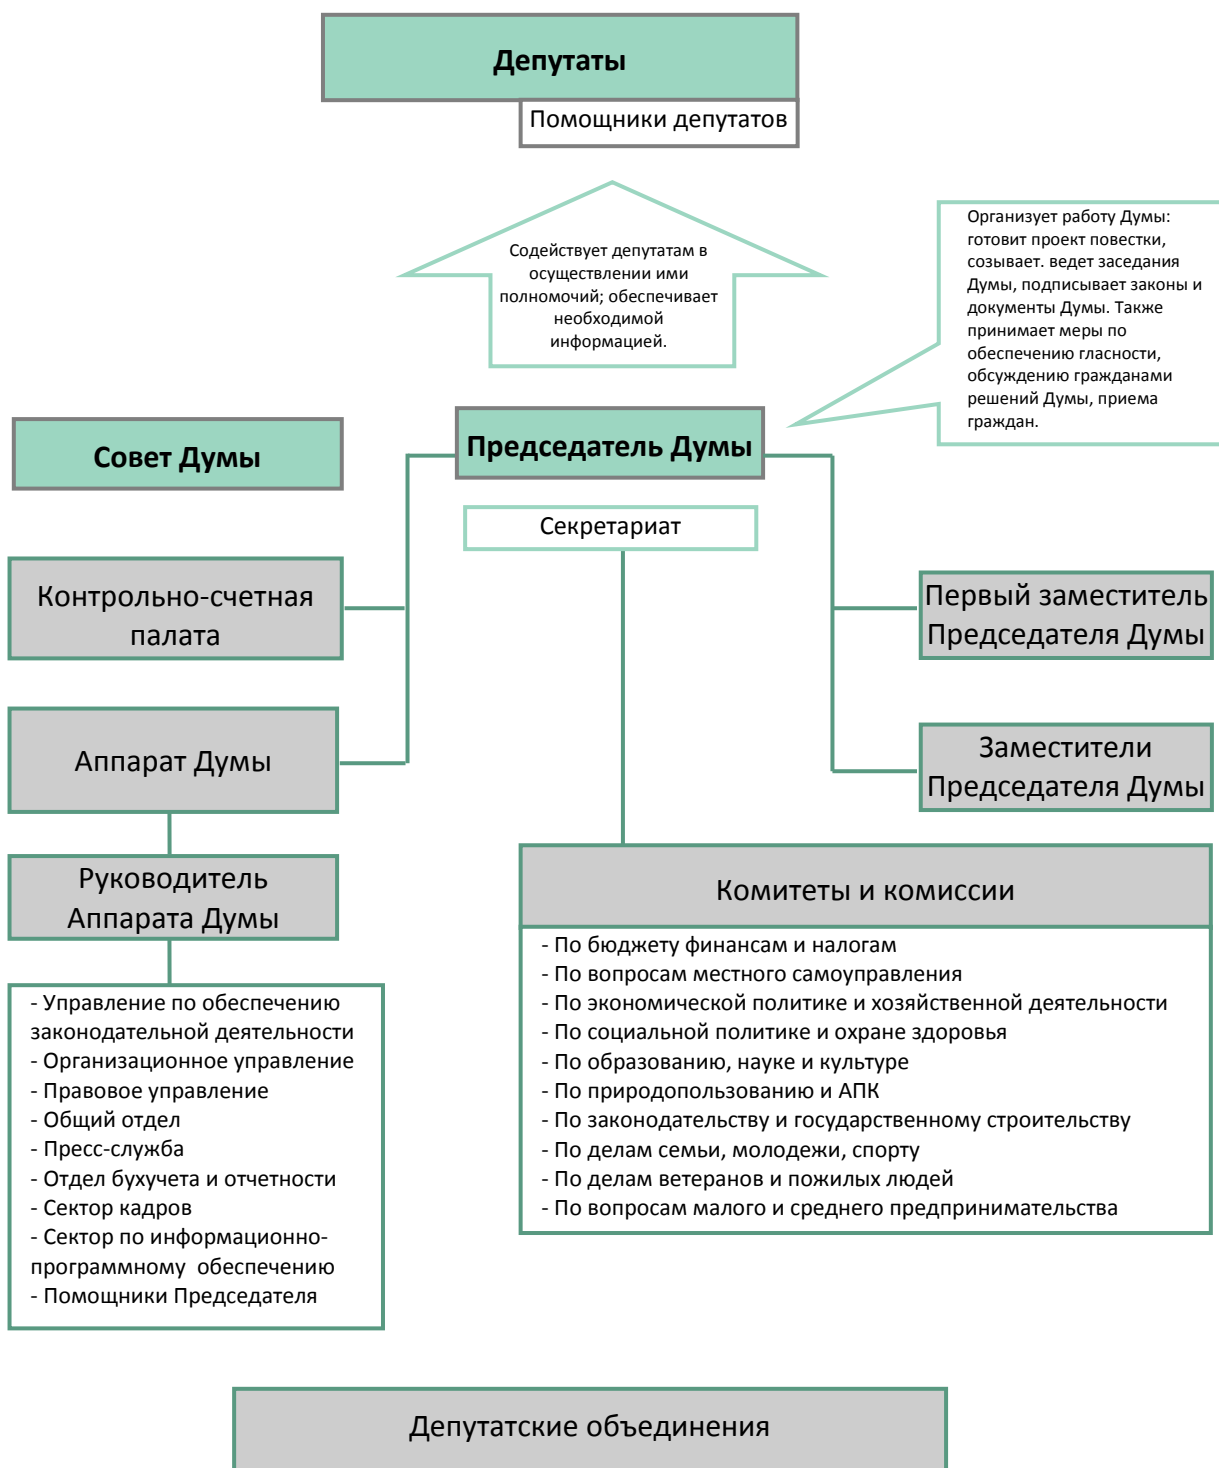 Депутаты
Помощники депутатов
Содействует депутатам в
осуществлении ими
полномочий; обеспечивает
необходимой
информацией.
Организует работу Думы:
готовит проект повестки,
созывает. ведет заседания
Думы, подписывает законы и
документы Думы. Также
принимает меры по
обеспечению гласности,
обсуждению гражданами
решений Думы, приема
граждан.
Совет Думы
Председатель Думы
Секретариат
Контрольно-счетная
палата
Первый заместитель
Председателя Думы
Аппарат Думы
Заместители
Председателя Думы
Руководитель
Аппарата Думы
- Управление по обеспечению
законодательной деятельности
- Организационное управление
- Правовое управление
- Общий отдел
- Пресс-служба
- Отдел бухучета и отчетности
- Сектор кадров
- Сектор по информационно-
программному обеспечению
- Помощники Председателя
Комитеты и комиссии
- По бюджету финансам и налогам
- По вопросам местного самоуправления
- По экономической политике и хозяйственной деятельности
- По социальной политике и охране здоровья
- По образованию, науке и культуре
- По природопользованию и АПК
- По законодательству и государственному строительству
- По делам семьи, молодежи, спорту
- По делам ветеранов и пожилых людей
- По вопросам малого и среднего предпринимательства
Депутатские объединения